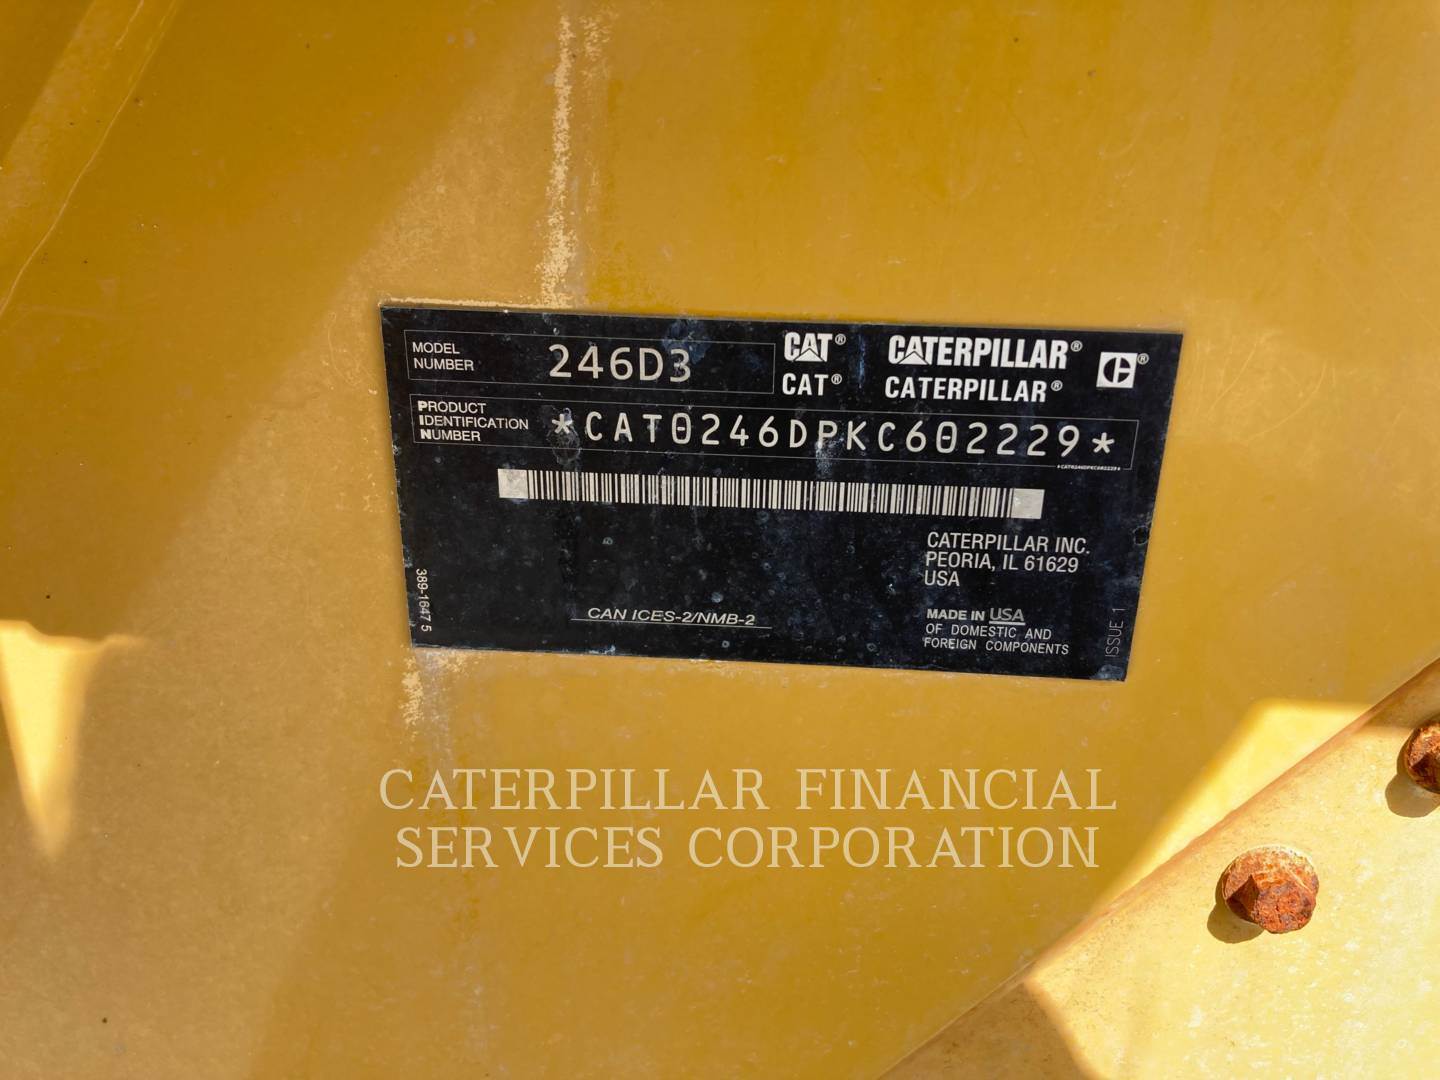 MODEL NUMBER 246D3
CAT® CATERPILLAR® C®
CAT® CATERPILLAR®
PRODUCT IDENTIFICATION NUMBER *CAT0246DPKC602229*
*CAT0246DPKC602229*
CATERPILLAR INC.
PEORIA, IL 61629
USA
389-1647 5
CAN ICES-2/NMB-2
MADE IN USA
OF DOMESTIC AND
FOREIGN COMPONENTS
ISSUE 1
CATERPILLAR FINANCIAL
SERVICES CORPORATION